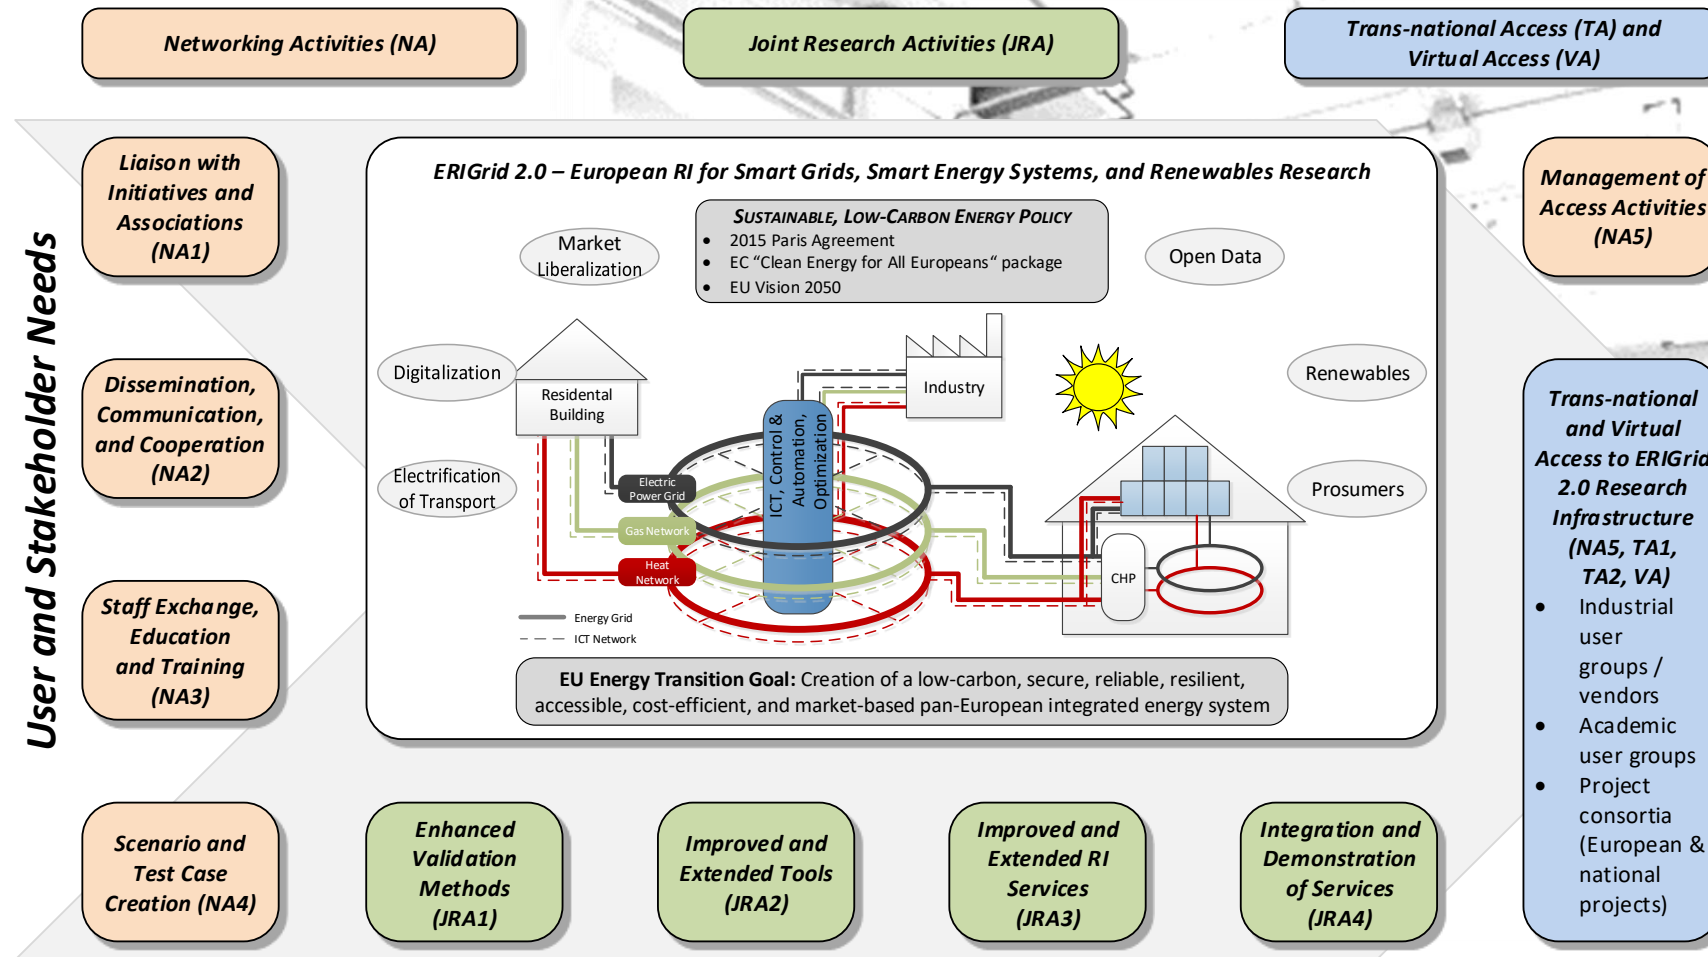 Networking Activities (NA)
Joint Research Activities (JRA)
Trans-national Access (TA) and
Virtual Access (VA)
User and Stakeholder Needs
Liaison with
Initiatives and
Associations
(NA1)
Dissemination,
Communication,
and Cooperation
(NA2)
Staff Exchange,
Education
and Training
(NA3)
Scenario and
Test Case
Creation (NA4)
ERIGrid 2.0 – European RI for Smart Grids, Smart Energy Systems, and Renewables Research
SUSTAINABLE, LOW-CARBON ENERGY POLICY
• 2015 Paris Agreement
• EC “Clean Energy for All Europeans“ package
• EU Vision 2050
Market
Liberalization
Open Data
Digitalization
Renewables
Electrification
of Transport
Prosumers
Residental
Building
Industry
ICT, Control &
Automation,
Optimization
Electric
Power Grid
Gas Network
Heat
Network
CHP
Energy Grid
ICT Network
EU Energy Transition Goal: Creation of a low-carbon, secure, reliable, resilient,
accessible, cost-efficient, and market-based pan-European integrated energy system
Enhanced
Validation
Methods
(JRA1)
Improved and
Extended Tools
(JRA2)
Improved and
Extended RI
Services
(JRA3)
Integration and
Demonstration
of Services
(JRA4)
Management of
Access Activities
(NA5)
Trans-national
and Virtual
Access to ERIGrid
2.0 Research
Infrastructure
(NA5, TA1,
TA2, VA)
• Industrial
user
groups /
vendors
• Academic
user groups
• Project
consortia
(European &
national
projects)